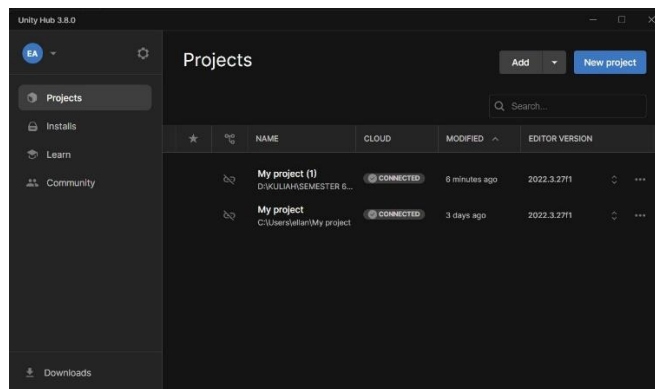 Unity Hub 3.8.0
EA
Projects
Installs
Learn
Community
Downloads
Projects
Add
New project
Search...
NAME CLOUD MODIFIED EDITOR VERSION
My project (1) CONNECTED 6 minutes ago 2022.3.27f1
D:\KULIAH\SEMESTER 6...
My project CONNECTED 3 days ago 2022.3.27f1
C:\Users\ellan\My project